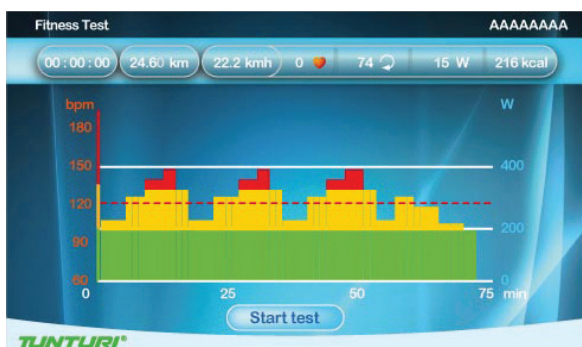 Fitness Test AAAAAAAA
00:00:00 24.60 km 22.2 kmh 0 74 15 W 216 kcal
bpm W
180
150 400
120
90 200
60 0
0 25 50 75 min
Start test
TUNTURI®